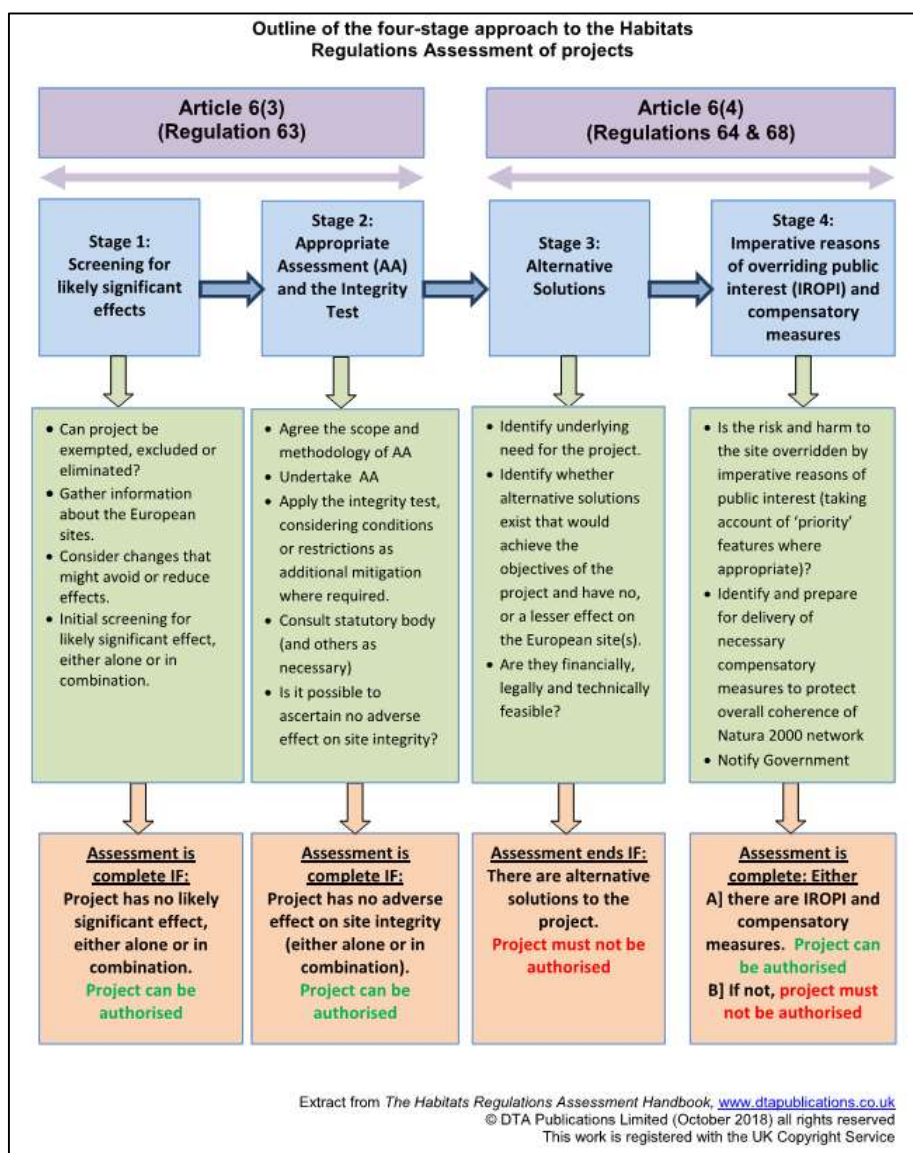 Outline of the four-stage approach to the Habitats
Regulations Assessment of projects
Article 6(3)
(Regulation 63)
Article 6(4)
(Regulations 64 & 68)
Stage 1:
Screening for
likely significant
effects
Stage 2:
Appropriate
Assessment (AA)
and the Integrity
Test
Stage 3:
Alternative
Solutions
Stage 4:
Imperative reasons
of overriding public
interest (IROPI) and
compensatory
measures
• Can project be
exempted, excluded or
eliminated?
• Gather information
about the European
sites.
• Consider changes that
might avoid or reduce
effects.
• Initial screening for
likely significant effect,
either alone or in
combination.
• Agree the scope and
methodology of AA
• Undertake AA
• Apply the integrity test,
considering conditions
or restrictions as
additional mitigation
where required.
• Consult statutory body
(and others as
necessary)
• Is it possible to
ascertain no adverse
effect on site integrity?
• Identify underlying
need for the project.
• Identify whether
alternative solutions
exist that would
achieve the
objectives of the
project and have no,
or a lesser effect on
the European site(s).
• Are they financially,
legally and technically
feasible?
• Is the risk and harm to
the site overridden by
imperative reasons of
public interest (taking
account of ‘priority’
features where
appropriate)?
• Identify and prepare
for delivery of
necessary
compensatory
measures to protect
overall coherence of
Natura 2000 network
• Notify Government
Assessment is
complete IF:
Project has no likely
significant effect,
either alone or in
combination.
Project can be
authorised
Assessment is
complete IF:
Project has no adverse
effect on site integrity
(either alone or in
combination).
Project can be
authorised
Assessment ends IF:
There are alternative
solutions to the
project.
Project must not be
authorised
Assessment is
complete: Either
A] there are IROPI and
compensatory
measures. Project can
be authorised
B] If not, project must
not be authorised
Extract from The Habitats Regulations Assessment Handbook, www.dtapublications.co.uk
© DTA Publications Limited (October 2018) all rights reserved
This work is registered with the UK Copyright Service